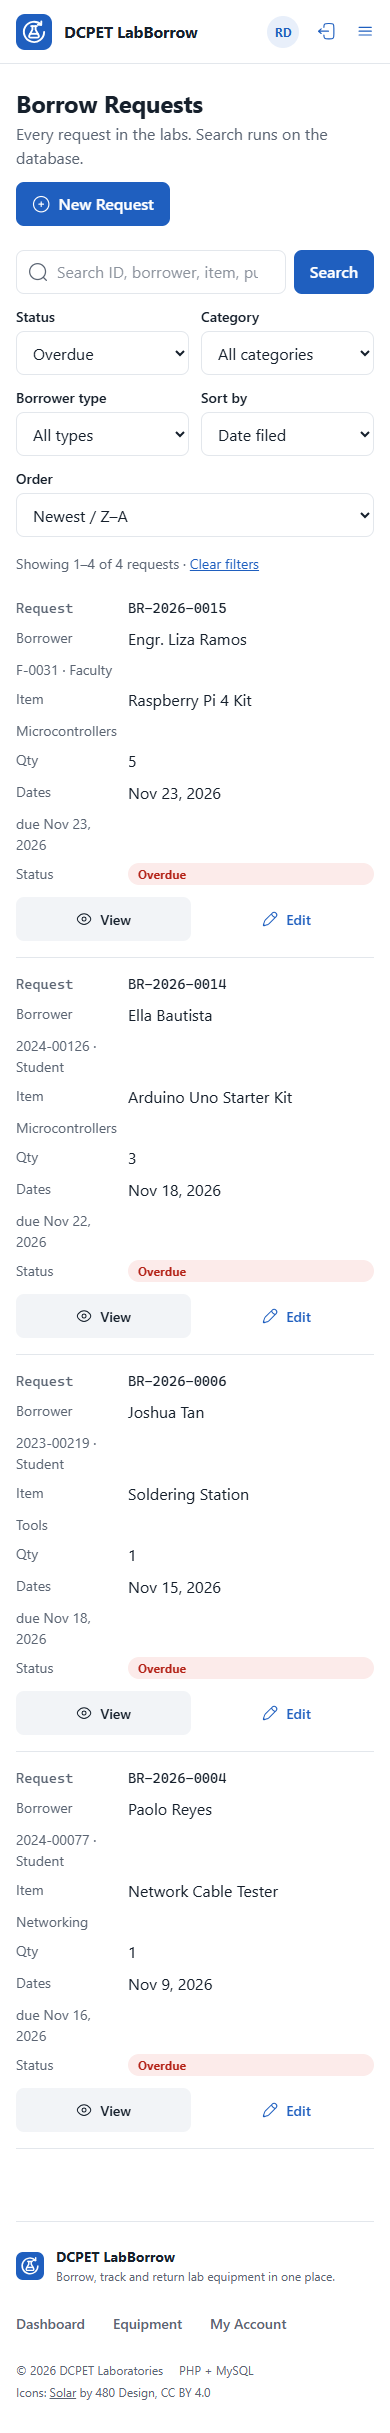 DCPET LabBorrow
RD
Borrow Requests
Every request in the labs. Search runs on the
database.
New Request
Search ID, borrower, item, pu
Search
Status
Category
Overdue
All categories
Borrower type
Sort by
All types
Date filed
Order
Newest / Z–A
Showing 1–4 of 4 requests · Clear filters
Request BR-2026-0015
Borrower Engr. Liza Ramos
F-0031 · Faculty
Item Raspberry Pi 4 Kit
Microcontrollers
Qty 5
Dates Nov 23, 2026
due Nov 23,
2026
Status Overdue
View Edit
Request BR-2026-0014
Borrower Ella Bautista
2024-00126 ·
Student
Item Arduino Uno Starter Kit
Microcontrollers
Qty 3
Dates Nov 18, 2026
due Nov 22,
2026
Status Overdue
View Edit
Request BR-2026-0006
Borrower Joshua Tan
2023-00219 ·
Student
Item Soldering Station
Tools
Qty 1
Dates Nov 15, 2026
due Nov 18,
2026
Status Overdue
View Edit
Request BR-2026-0004
Borrower Paolo Reyes
2024-00077 ·
Student
Item Network Cable Tester
Networking
Qty 1
Dates Nov 9, 2026
due Nov 16,
2026
Status Overdue
View Edit
DCPET LabBorrow
Borrow, track and return lab equipment in one place.
Dashboard Equipment My Account
© 2026 DCPET Laboratories PHP + MySQL
Icons: Solar by 480 Design, CC BY 4.0